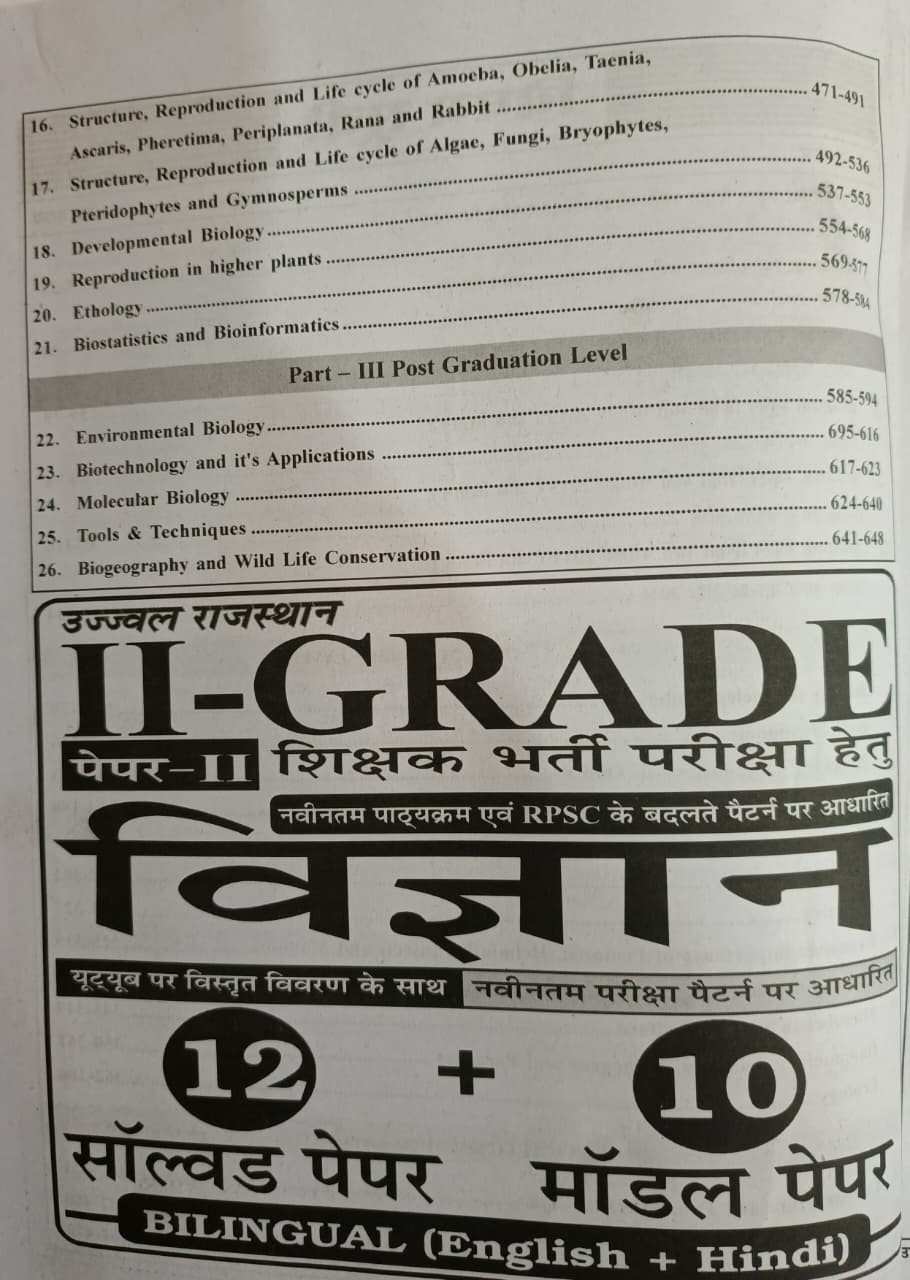 16. Structure, Reproduction and Life cycle of Amoeba, Obelia, Taenia,
Ascaris, Pheretima, Periplanata, Rana and Rabbit ........ 471-491
17. Structure, Reproduction and Life cycle of Algae, Fungi, Bryophytes,
Pteridophytes and Gymnosperms ........ 492-536
18. Developmental Biology ........ 537-553
19. Reproduction in higher plants ........ 554-568
20. Ethology ........ 569-577
21. Biostatistics and Bioinformatics ........ 578-584
Part – III Post Graduation Level
22. Environmental Biology ........ 585-594
23. Biotechnology and it's Applications ........ 695-616
24. Molecular Biology ........ 617-623
25. Tools & Techniques ........ 624-640
26. Biogeography and Wild Life Conservation ........ 641-648
उज्ज्वल राजस्थान
II-GRADE
पेपर-II शिक्षक भर्ती परीक्षा हेतु
नवीनतम पाठ्यक्रम एवं RPSC के बदलते पैटर्न पर आधारित
विज्ञान
यूट्यूब पर विस्तृत विवरण के साथ नवीनतम परीक्षा पैटर्न पर आधारित
12 + 10
सॉल्वड पेपर मॉडल पेपर
BILINGUAL (English + Hindi)